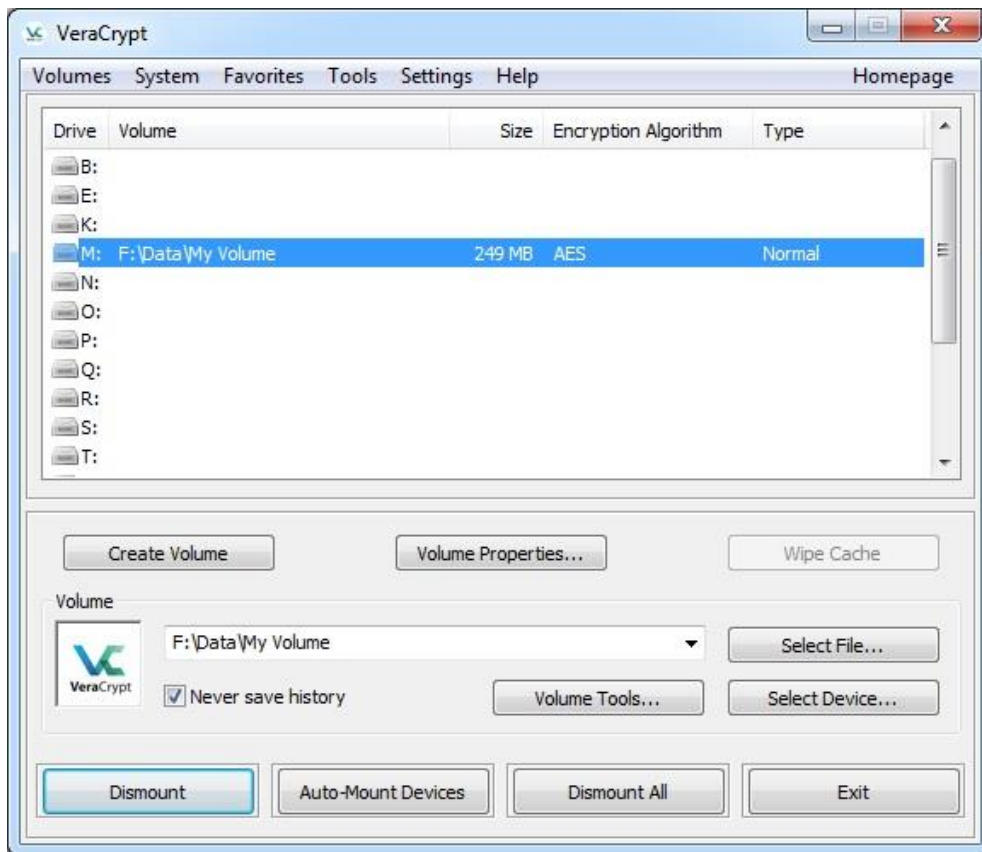 VeraCrypt
Volumes System Favorites Tools Settings Help Homepage
Drive Volume Size Encryption Algorithm Type
B:
E:
K:
M: F:\Data\My Volume 249 MB AES Normal
N:
O:
P:
Q:
R:
S:
T:
Create Volume Volume Properties... Wipe Cache
Volume
F:\Data\My Volume Select File...
VeraCrypt
Never save history Volume Tools... Select Device...
Dismount Auto-Mount Devices Dismount All Exit